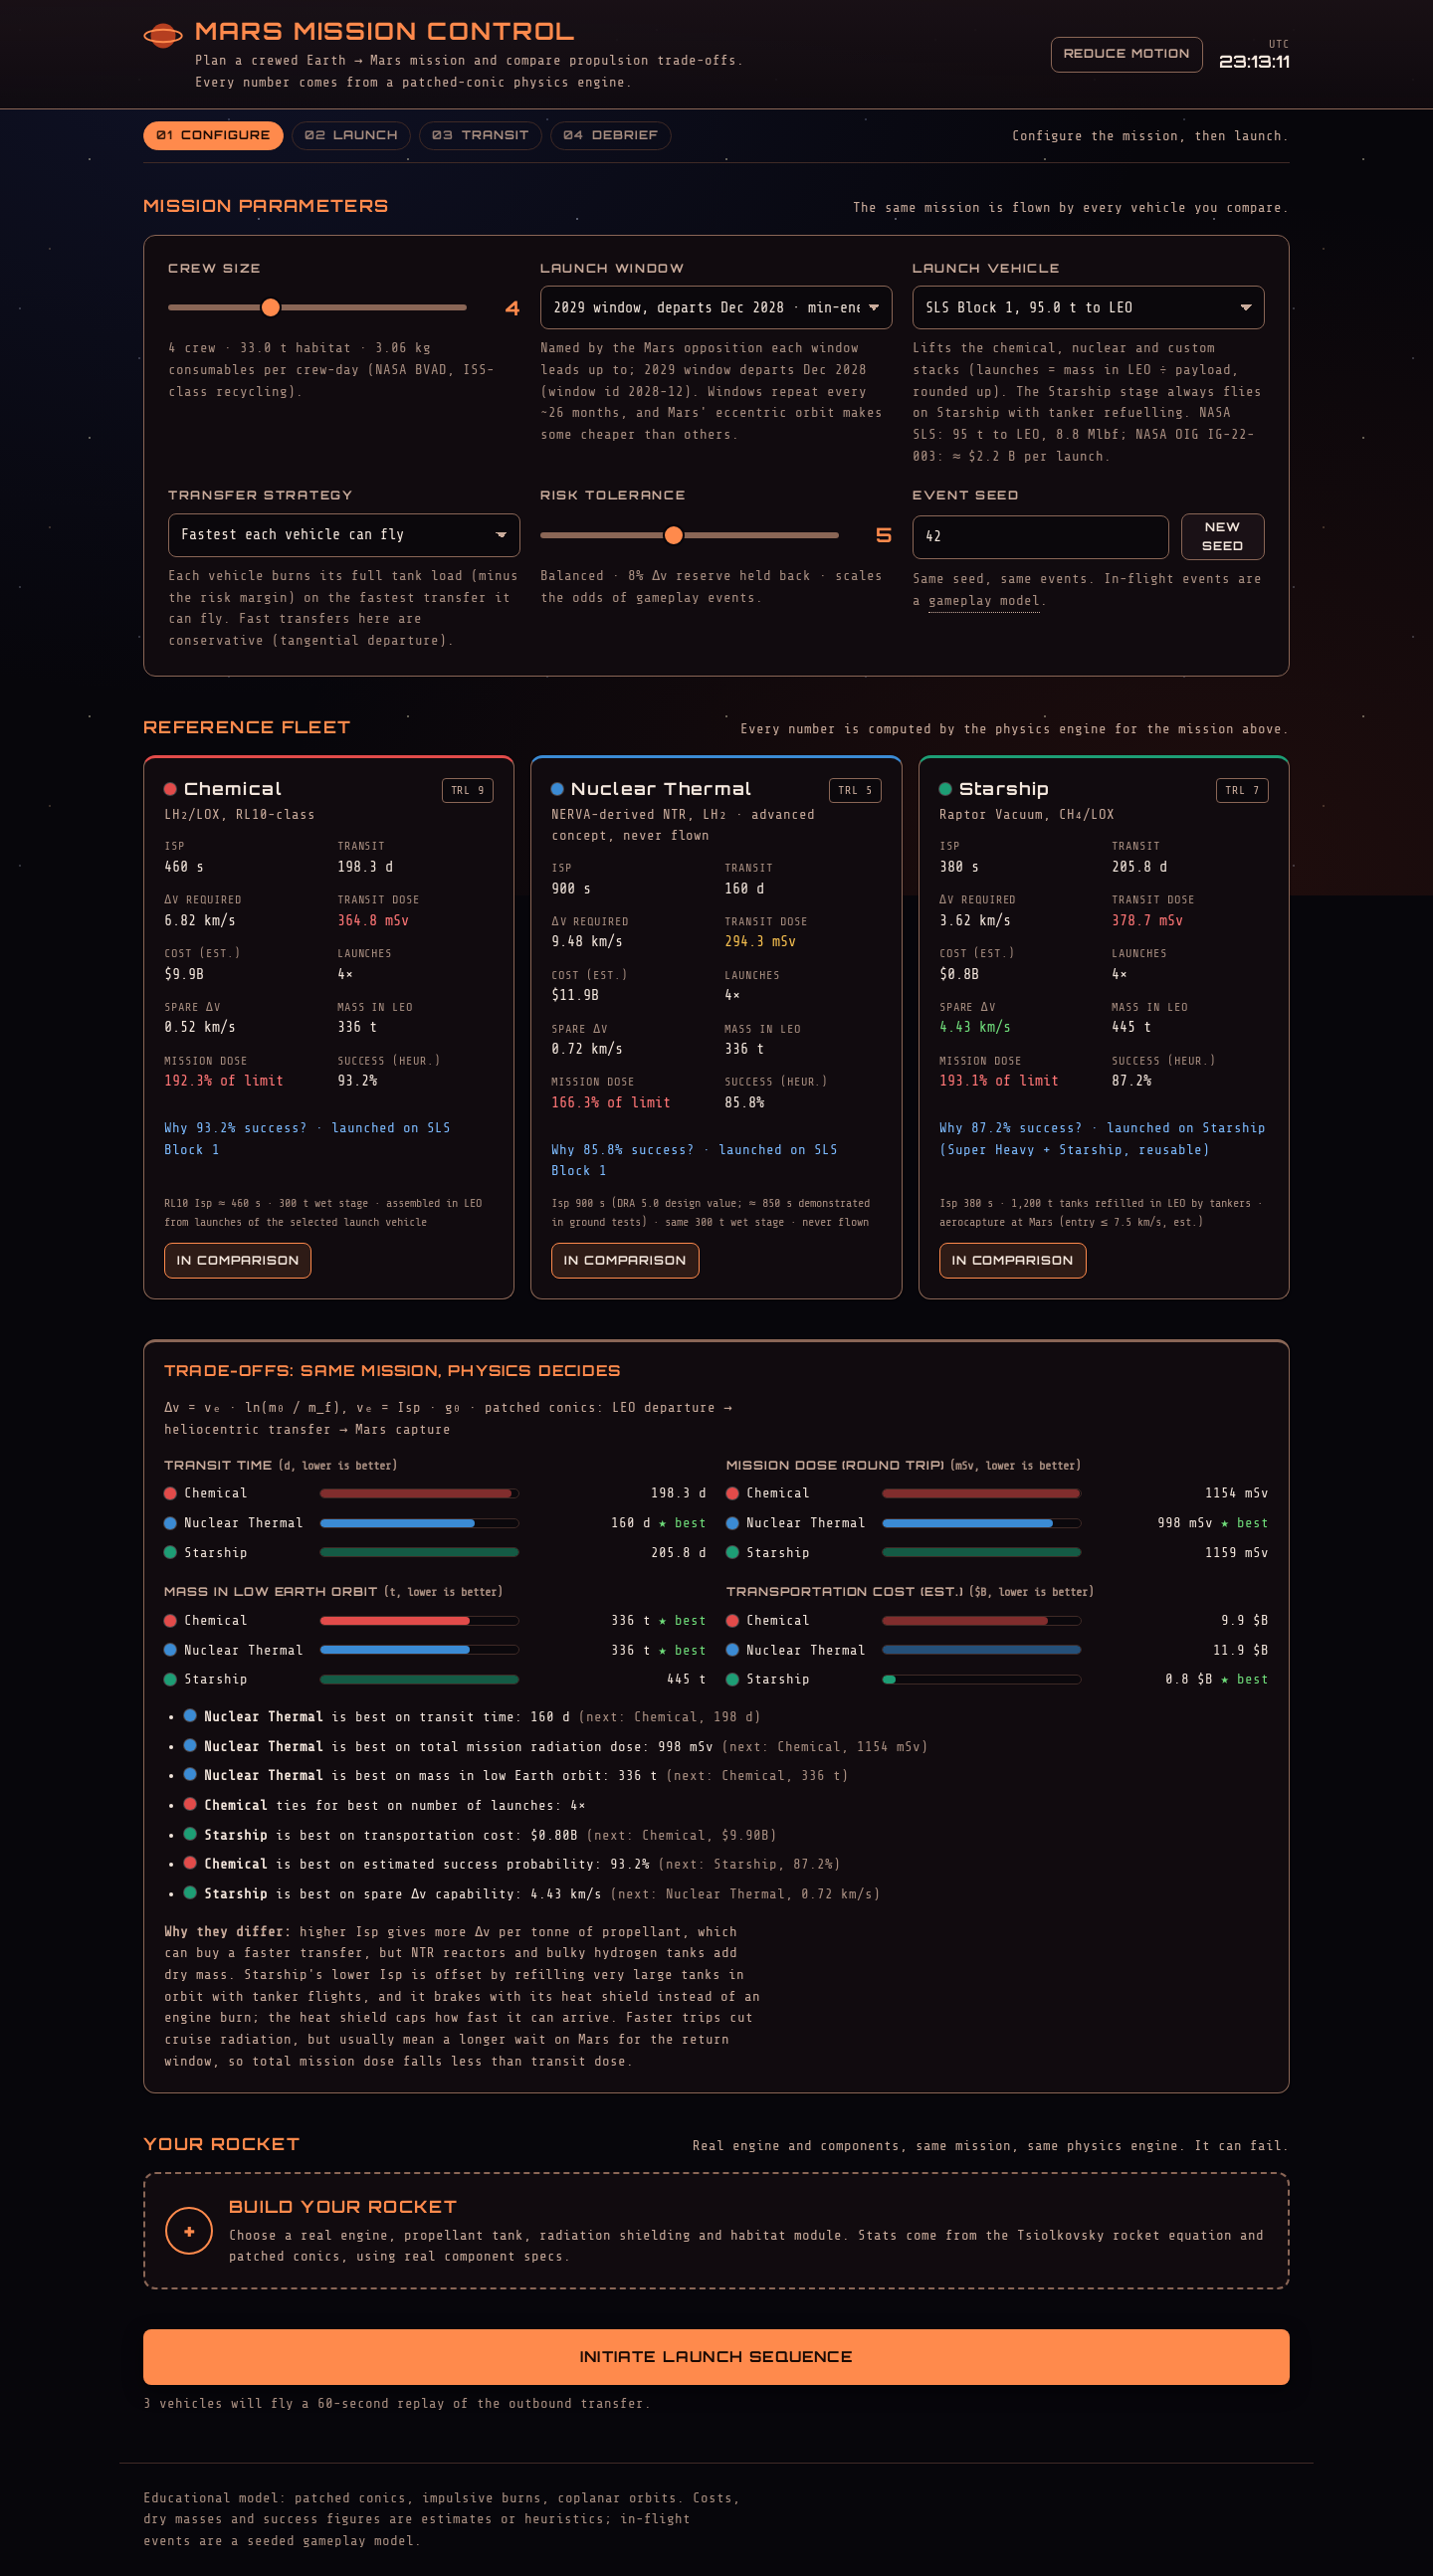 MARS MISSION CONTROL
Plan a crewed Earth → Mars mission and compare propulsion trade-offs.
Every number comes from a patched-conic physics engine.
REDUCE MOTION
UTC
23:13:11
01 CONFIGURE
02 LAUNCH
03 TRANSIT
04 DEBRIEF
Configure the mission, then launch.
MISSION PARAMETERS
The same mission is flown by every vehicle you compare.
CREW SIZE
4
4 crew · 33.0 t habitat · 3.06 kg
consumables per crew-day (NASA BVAD, ISS-
class recycling).
LAUNCH WINDOW
2029 window, departs Dec 2028 · min-ene
Named by the Mars opposition each window
leads up to; 2029 window departs Dec 2028
(window id 2028-12). Windows repeat every
~26 months, and Mars' eccentric orbit makes
some cheaper than others.
LAUNCH VEHICLE
SLS Block 1, 95.0 t to LEO
Lifts the chemical, nuclear and custom
stacks (launches = mass in LEO ÷ payload,
rounded up). The Starship stage always flies
on Starship with tanker refuelling. NASA
SLS: 95 t to LEO, 8.8 Mlbf; NASA OIG IG-22-
003: ≈ $2.2 B per launch.
TRANSFER STRATEGY
Fastest each vehicle can fly
Each vehicle burns its full tank load (minus
the risk margin) on the fastest transfer it
can fly. Fast transfers here are
conservative (tangential departure).
RISK TOLERANCE
5
Balanced · 8% Δv reserve held back · scales
the odds of gameplay events.
EVENT SEED
42
NEW
SEED
Same seed, same events. In-flight events are
a gameplay model.
REFERENCE FLEET
Every number is computed by the physics engine for the mission above.
Chemical
TRL 9
LH₂/LOX, RL10-class
ISP
TRANSIT
460 s
198.3 d
ΔV REQUIRED
TRANSIT DOSE
6.82 km/s
364.8 mSv
COST (EST.)
LAUNCHES
$9.9B
4×
SPARE ΔV
MASS IN LEO
0.52 km/s
336 t
MISSION DOSE
SUCCESS (HEUR.)
192.3% of limit
93.2%
Why 93.2% success? · launched on SLS
Block 1
RL10 Isp ≈ 460 s · 300 t wet stage · assembled in LEO
from launches of the selected launch vehicle
IN COMPARISON
Nuclear Thermal
TRL 5
NERVA-derived NTR, LH₂ · advanced
concept, never flown
ISP
TRANSIT
900 s
160 d
ΔV REQUIRED
TRANSIT DOSE
9.48 km/s
294.3 mSv
COST (EST.)
LAUNCHES
$11.9B
4×
SPARE ΔV
MASS IN LEO
0.72 km/s
336 t
MISSION DOSE
SUCCESS (HEUR.)
166.3% of limit
85.8%
Why 85.8% success? · launched on SLS
Block 1
Isp 900 s (DRA 5.0 design value; ≈ 850 s demonstrated
in ground tests) · same 300 t wet stage · never flown
IN COMPARISON
Starship
TRL 7
Raptor Vacuum, CH₄/LOX
ISP
TRANSIT
380 s
205.8 d
ΔV REQUIRED
TRANSIT DOSE
3.62 km/s
378.7 mSv
COST (EST.)
LAUNCHES
$0.8B
4×
SPARE ΔV
MASS IN LEO
4.43 km/s
445 t
MISSION DOSE
SUCCESS (HEUR.)
193.1% of limit
87.2%
Why 87.2% success? · launched on Starship
(Super Heavy + Starship, reusable)
Isp 380 s · 1,200 t tanks refilled in LEO by tankers ·
aerocapture at Mars (entry ≤ 7.5 km/s, est.)
IN COMPARISON
TRADE-OFFS: SAME MISSION, PHYSICS DECIDES
Δv = vₑ · ln(m₀ / m_f), vₑ = Isp · g₀ · patched conics: LEO departure →
heliocentric transfer → Mars capture
TRANSIT TIME (d, lower is better)
Chemical 198.3 d
Nuclear Thermal 160 d ★ best
Starship 205.8 d
MISSION DOSE (ROUND TRIP) (mSv, lower is better)
Chemical 1154 mSv
Nuclear Thermal 998 mSv ★ best
Starship 1159 mSv
MASS IN LOW EARTH ORBIT (t, lower is better)
Chemical 336 t ★ best
Nuclear Thermal 336 t ★ best
Starship 445 t
TRANSPORTATION COST (EST.) ($B, lower is better)
Chemical 9.9 $B
Nuclear Thermal 11.9 $B
Starship 0.8 $B ★ best
• Nuclear Thermal is best on transit time: 160 d (next: Chemical, 198 d)
• Nuclear Thermal is best on total mission radiation dose: 998 mSv (next: Chemical, 1154 mSv)
• Nuclear Thermal is best on mass in low Earth orbit: 336 t (next: Chemical, 336 t)
• Chemical ties for best on number of launches: 4×
• Starship is best on transportation cost: $0.80B (next: Chemical, $9.90B)
• Chemical is best on estimated success probability: 93.2% (next: Starship, 87.2%)
• Starship is best on spare Δv capability: 4.43 km/s (next: Nuclear Thermal, 0.72 km/s)
Why they differ: higher Isp gives more Δv per tonne of propellant, which
can buy a faster transfer, but NTR reactors and bulky hydrogen tanks add
dry mass. Starship's lower Isp is offset by refilling very large tanks in
orbit with tanker flights, and it brakes with its heat shield instead of an
engine burn; the heat shield caps how fast it can arrive. Faster trips cut
cruise radiation, but usually mean a longer wait on Mars for the return
window, so total mission dose falls less than transit dose.
YOUR ROCKET
Real engine and components, same mission, same physics engine. It can fail.
+
BUILD YOUR ROCKET
Choose a real engine, propellant tank, radiation shielding and habitat module. Stats come from the Tsiolkovsky rocket equation and
patched conics, using real component specs.
INITIATE LAUNCH SEQUENCE
3 vehicles will fly a 60-second replay of the outbound transfer.
Educational model: patched conics, impulsive burns, coplanar orbits. Costs,
dry masses and success figures are estimates or heuristics; in-flight
events are a seeded gameplay model.